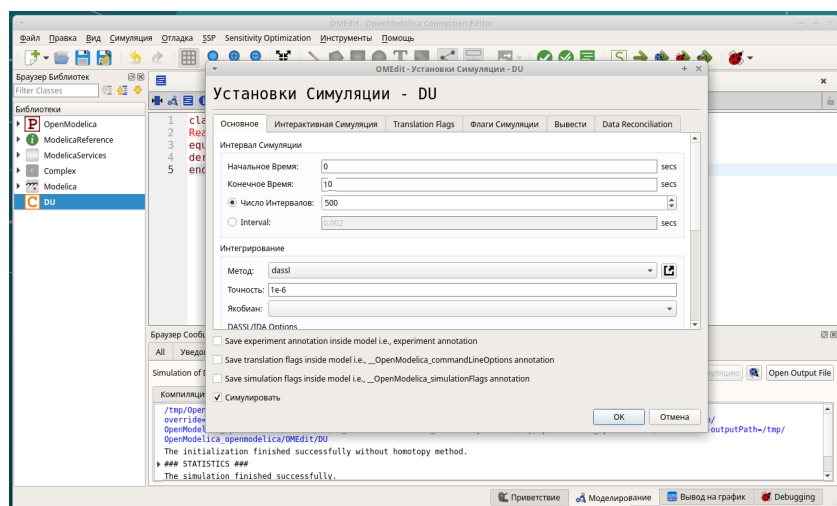 OMEdit - OpenModelica Connection Editor
Файл Правка Вид Симуляция Отладка SSP Sensitivity Optimization Инструменты Помощь
Браузер Библиотек
Filter Classes
Библиотеки
P OpenModelica
i ModelicaReference
ModelicaServices
C Complex
Modelica
C DU
1 cla
2 Rea
3 equ
4 der
5 end
OMEdit - Установки Симуляции - DU
Установки Симуляции - DU
Основное Интерактивная Симуляция Translation Flags Флаги Симуляции Вывести Data Reconciliation
Интервал Симуляции
Начальное Время: 0 secs
Конечное Время: 10 secs
Число Интервалов: 500
Interval: 0.002 secs
Интегрирование
Метод: dassl
Точность: 1e-6
Якобиан:
DASSL/IDA Options
Save experiment annotation inside model i.e., experiment annotation
Save translation flags inside model i.e., __OpenModelica_commandLineOptions annotation
Save simulation flags inside model i.e., __OpenModelica_simulationFlags annotation
Симулировать
OK Отмена
Браузер Сообщ
All Уведо
Simulation of D
Open Output File
Компиляци
/tmp/Open
override=
OpenModel outputPath=/tmp/
OpenModelica_openmodelica/OMEdit/DU
The initialization finished successfully without homotopy method.
### STATISTICS ###
The simulation finished successfully.
Приветствие Моделирование Вывод на график Debugging